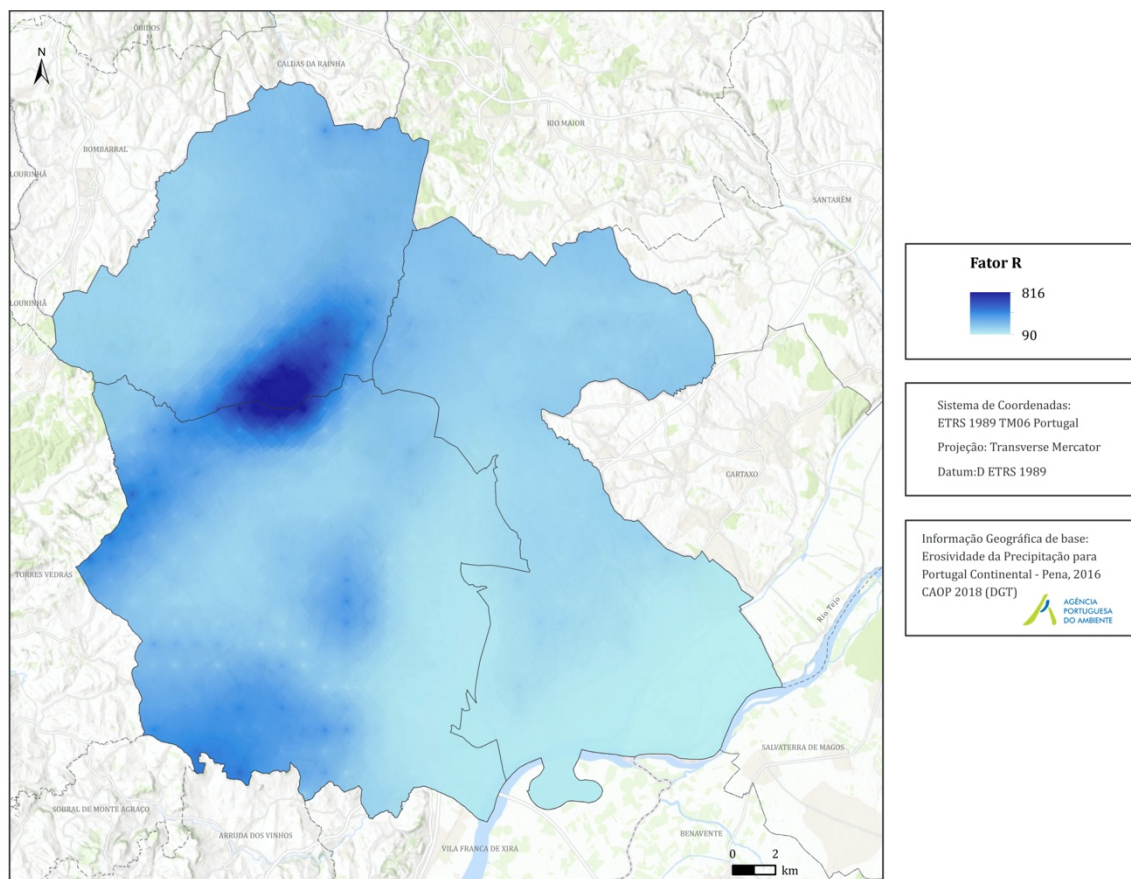 ÓBIDOS
N
CALDAS DA RAINHA
RIO MAIOR
BOMBARRAL
LOURINHÃ
SANTARÉM
LOURINHÃ
CARTAXO
TORRES VEDRAS
Rio Tejo
SALVATERRA DE MAGOS
SOBRAL DE MONTE AGRAÇO
ARRUDA DOS VINHOS
VILA FRANCA DE XIRA
BENAVENTE
0 2
km
Fator R
816
90
Sistema de Coordenadas:
ETRS 1989 TM06 Portugal
Projeção: Transverse Mercator
Datum:D ETRS 1989
Informação Geográfica de base:
Erosividade da Precipitação para
Portugal Continental - Pena, 2016
CAOP 2018 (DGT)
AGÊNCIA
PORTUGUESA
DO AMBIENTE